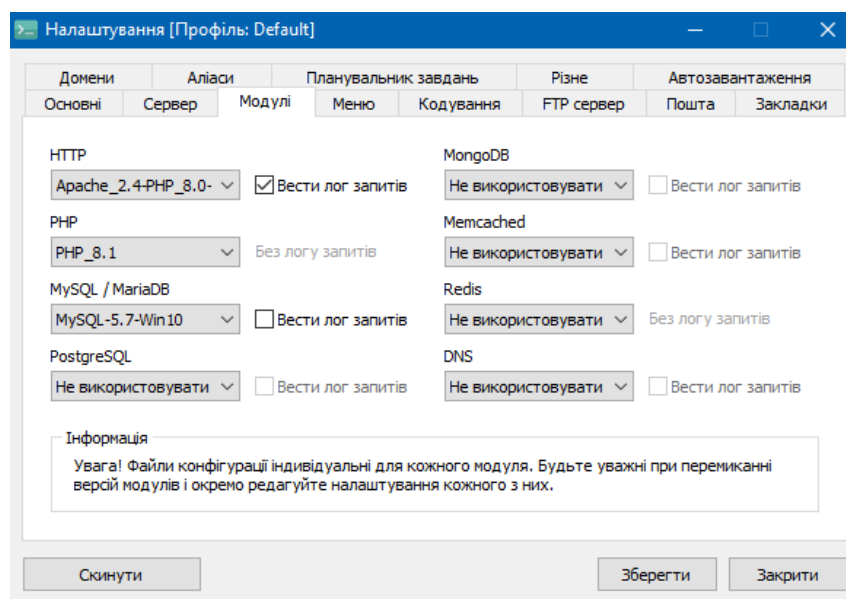 Налаштування [Профіль: Default]
Домени Аліаси Планувальник завдань Різне Автозавантаження
Основні Сервер Модулі Меню Кодування FTP сервер Пошта Закладки
HTTP
Apache_2.4-PHP_8.0- Вести лог запитів
PHP
PHP_8.1 Без логу запитів
MySQL / MariaDB
MySQL-5.7-Win10 Вести лог запитів
PostgreSQL
Не використовувати Вести лог запитів
MongoDB
Не використовувати Вести лог запитів
Memcached
Не використовувати Вести лог запитів
Redis
Не використовувати Без логу запитів
DNS
Не використовувати Вести лог запитів
Інформація
Увага! Файли конфігурації індивідуальні для кожного модуля. Будьте уважні при перемиканні
версій модулів і окремо редагуйте налаштування кожного з них.
Скинути Зберегти Закрити